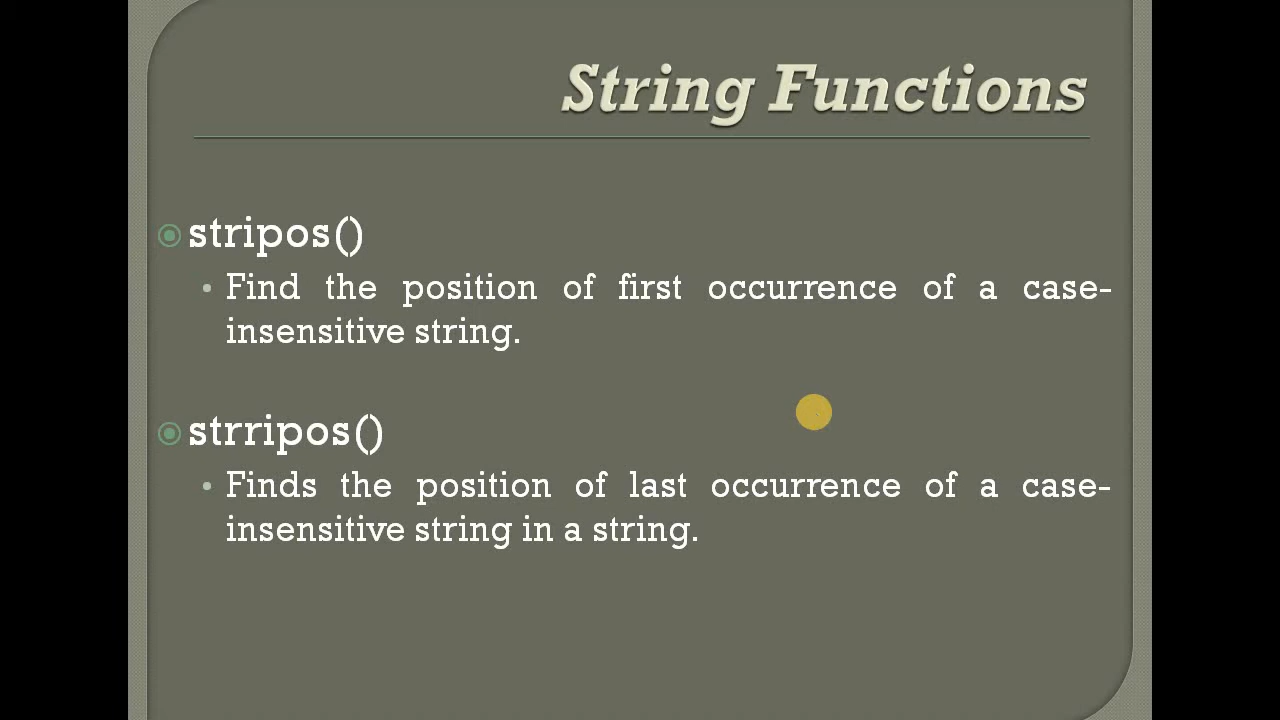 String Functions
stripos()
Find the position of first occurrence of a case-
insensitive string.
strripos()
Finds the position of last occurrence of a case-
insensitive string in a string.